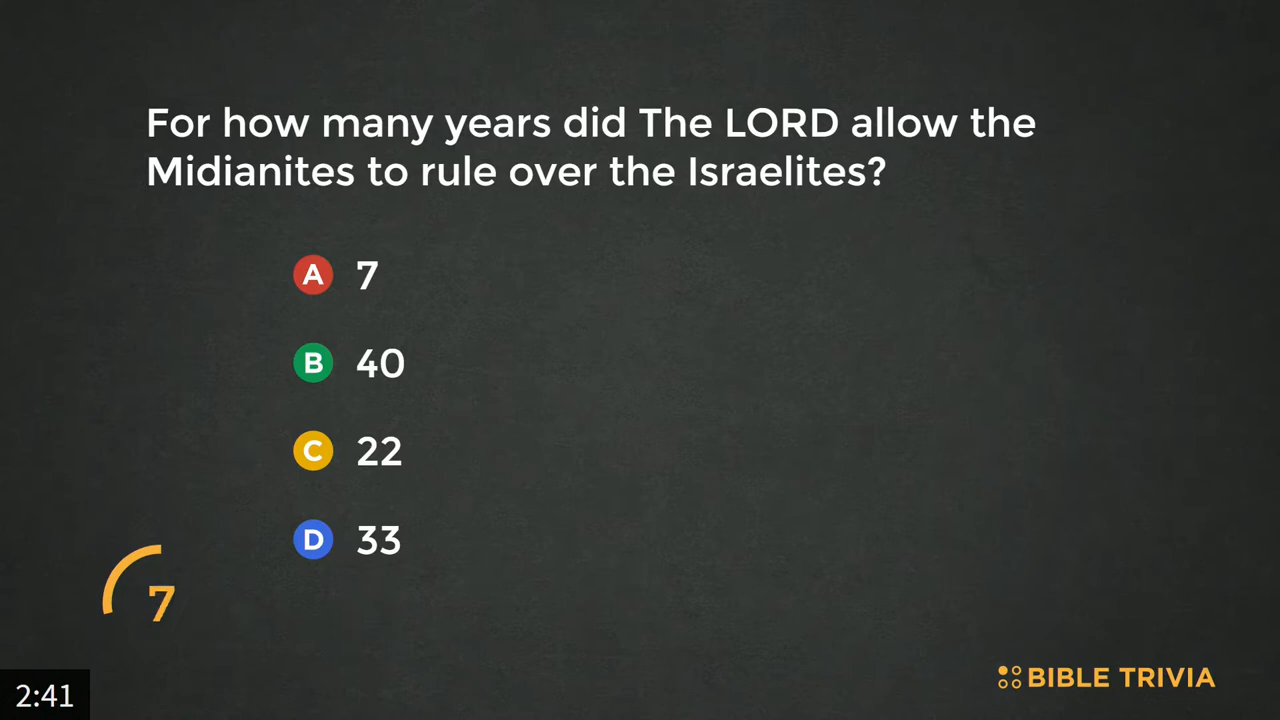 For how many years did The LORD allow the
Midianites to rule over the Israelites?
A 7
B 40
C 22
D 33
7
2:41
BIBLE TRIVIA